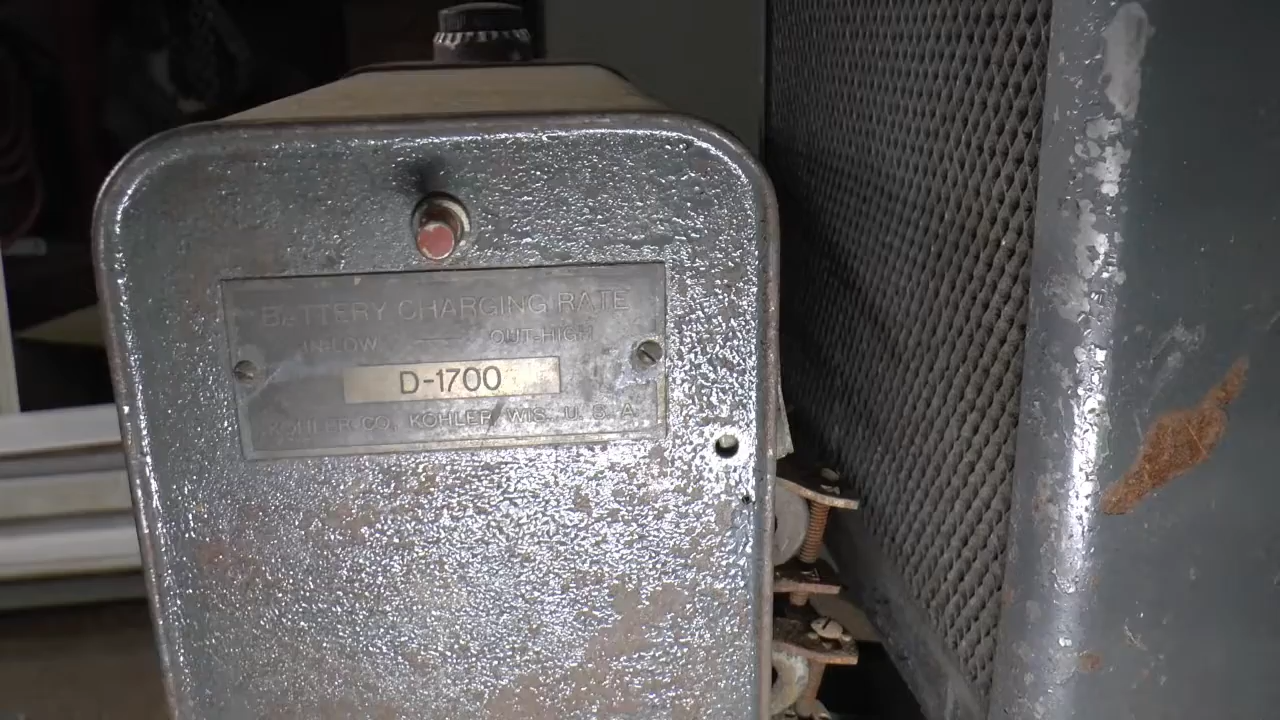 BATTERY CHARGING RATE
IN-LOW OUT-HIGH
D-1700
KOHLER CO., KOHLER, WIS., U. S. A.